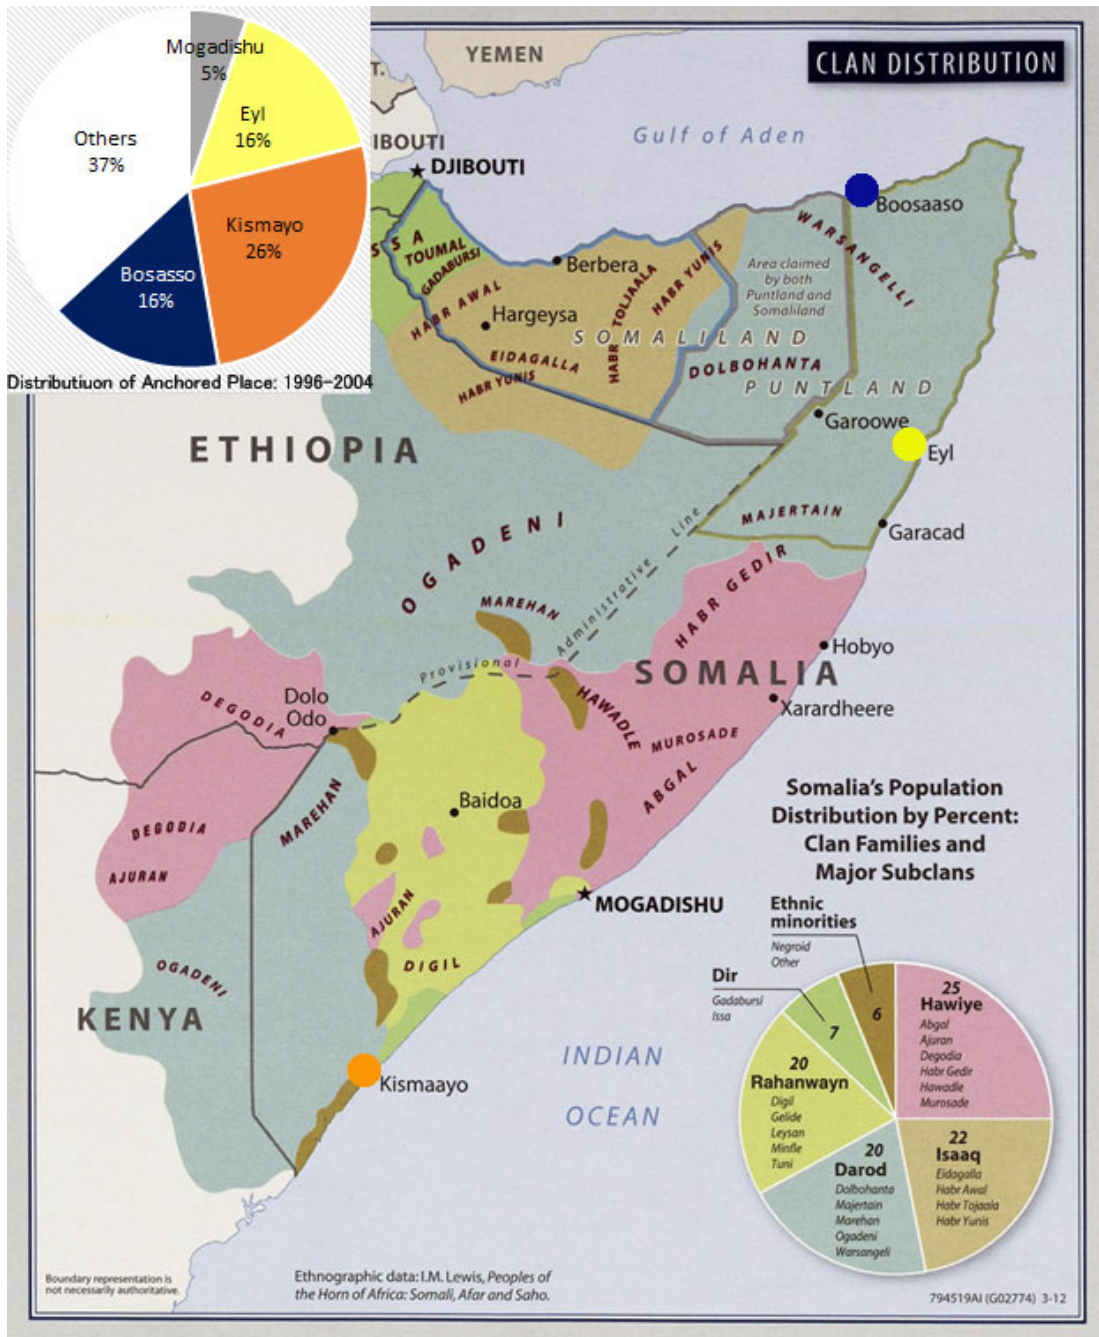 Mogadishu
5%
Eyl
16%
Others
37%
Kismayo
26%
Bosasso
16%
Distributiuon of Anchored Place: 1996-2004
CLAN DISTRIBUTION
YEMEN
T.
Gulf of Aden
IBOUTI
DJIBOUTI
Boosaaso
WARSANGELLI
SSA
TOUMAL
GADABURSI
Berbera
HABR AWAL
HABR TOLJAALA
HABR YUNIS
Area claimed
by both
Puntland and
Somaliland
Hargeysa
SOMALILAND
EIDAGALLA
HABR YUNIS
DOLBOHANTA
PUNTLAND
Garoowe
ETHIOPIA
Eyl
MAJERTAIN
Garacad
OGADENI
Provisional Administrative Line
MAREHAN
HABR GEDIR
Hobyo
SOMALIA
Xarardheere
DEGODIA
Dolo
Odo
HAWADLE
MUROSADE
ABGAL
MAREHAN
Baidoa
DEGODIA
AJURAN
AJURAN
MOGADISHU
DIGIL
OGADENI
KENYA
Kismaayo
INDIAN
OCEAN
Somalia's Population
Distribution by Percent:
Clan Families and
Major Subclans
Ethnic
minorities
Negroid
Other
6
Dir
Gadabursi
Issa
7
25
Hawiye
Abgal
Ajuran
Degodia
Habr Gedir
Hawadle
Murosade
22
Isaaq
Eidagalla
Habr Awal
Habr Tojaala
Habr Yunis
20
Darod
Dolbohanta
Majertain
Marehan
Ogadeni
Warsangeli
20
Rahanwayn
Digil
Gelide
Leysan
Mirifle
Tuni
Boundary representation is
not necessarily authoritative.
Ethnographic data: I.M. Lewis, Peoples of
the Horn of Africa: Somali, Afar and Saho.
794519AI (G02774) 3-12